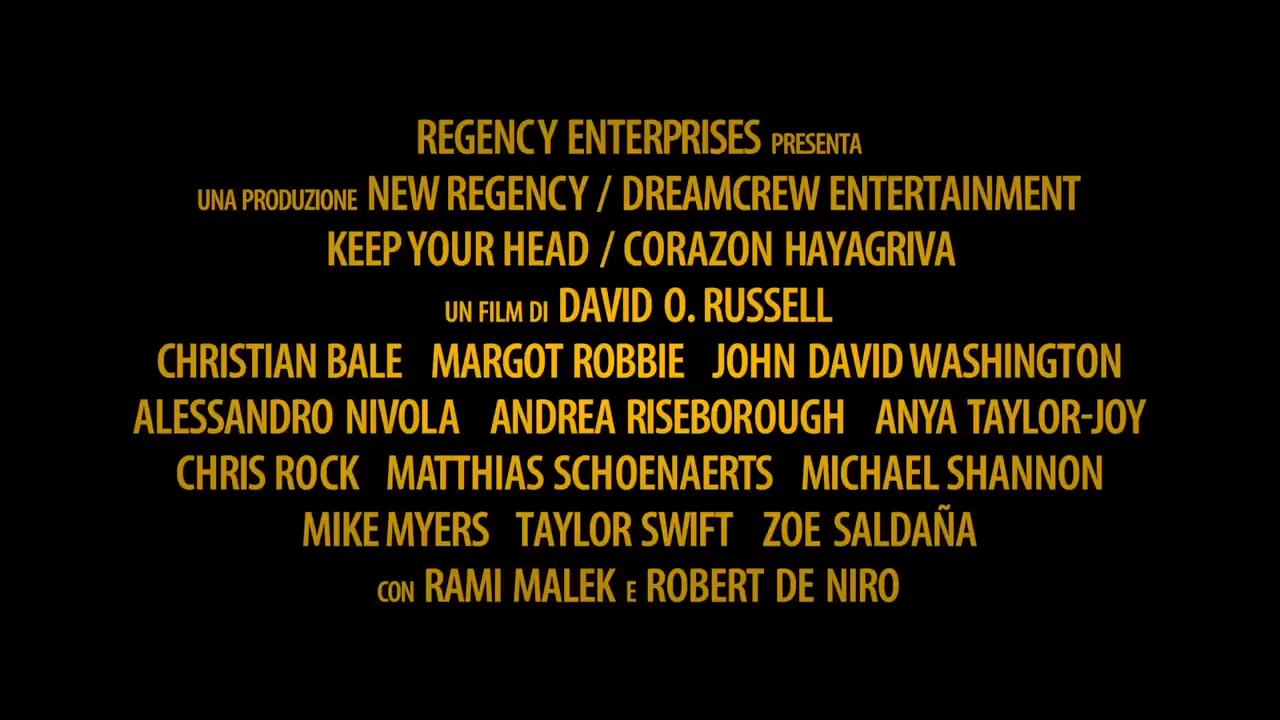 REGENCY ENTERPRISES PRESENTA
UNA PRODUZIONE NEW REGENCY / DREAMCREW ENTERTAINMENT
KEEP YOUR HEAD / CORAZON HAYAGRIVA
UN FILM DI DAVID O. RUSSELL
CHRISTIAN BALE MARGOT ROBBIE JOHN DAVID WASHINGTON
ALESSANDRO NIVOLA ANDREA RISEBOROUGH ANYA TAYLOR-JOY
CHRIS ROCK MATTHIAS SCHOENAERTS MICHAEL SHANNON
MIKE MYERS TAYLOR SWIFT ZOE SALDAÑA
CON RAMI MALEK E ROBERT DE NIRO